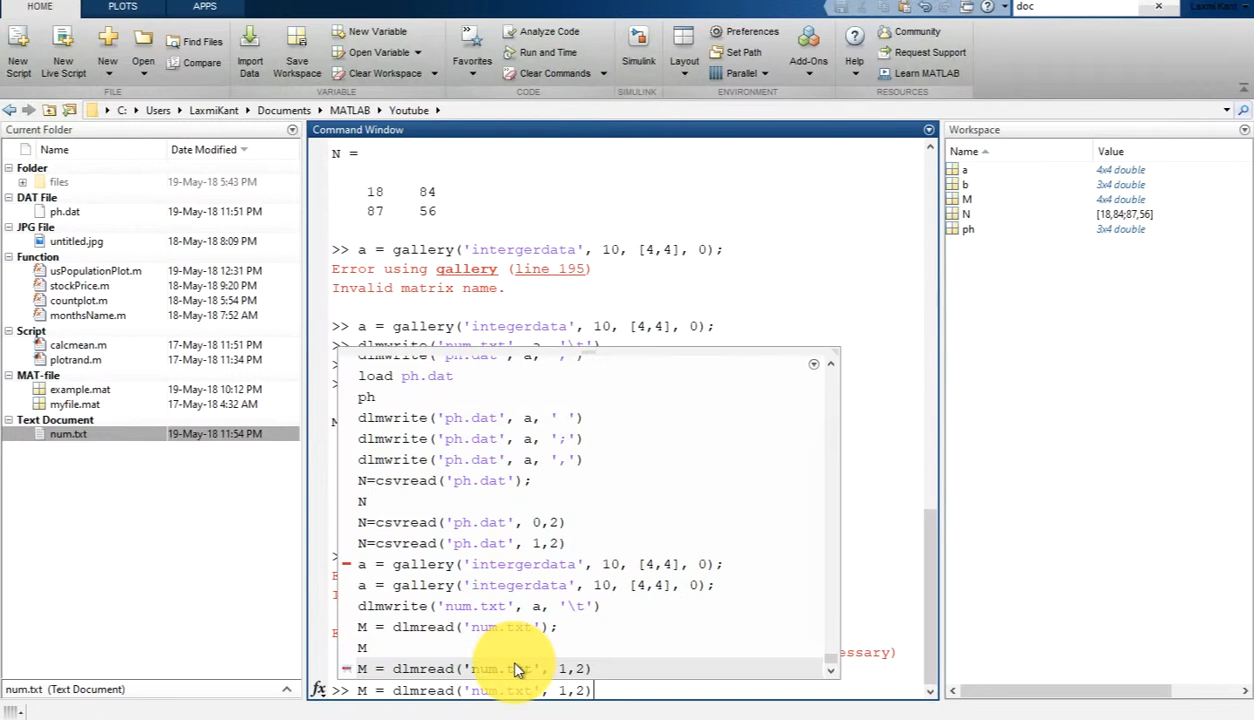 HOME PLOTS APPS doc Laxmi Kant
New Script
New Live Script
New
Open
Find Files
Compare
Import Data
Save Workspace
New Variable
Open Variable
Clear Workspace
Favorites
Analyze Code
Run and Time
Clear Commands
Simulink
Layout
Preferences
Set Path
Parallel
Add-Ons
Help
Community
Request Support
Learn MATLAB
FILE VARIABLE CODE SIMULINK ENVIRONMENT RESOURCES
C: Users LaxmiKant Documents MATLAB Youtube
Current Folder
Name Date Modified
Folder
files 19-May-18 5:43 PM
DAT File
ph.dat 19-May-18 11:51 PM
JPG File
untitled.jpg 18-May-18 8:09 PM
Function
usPopulationPlot.m 19-May-18 12:31 PM
stockPrice.m 18-May-18 9:20 PM
countplot.m 18-May-18 5:54 PM
monthsName.m 18-May-18 7:52 AM
Script
calcmean.m 17-May-18 11:51 PM
plotrand.m 17-May-18 11:34 PM
MAT-file
example.mat 19-May-18 10:12 PM
myfile.mat 17-May-18 4:32 AM
Text Document
num.txt 19-May-18 11:54 PM
num.txt (Text Document)
Command Window
N =
18 84
87 56
>> a = gallery('intergerdata', 10, [4,4], 0);
Error using gallery (line 195)
Invalid matrix name.
>> a = gallery('integerdata', 10, [4,4], 0);
>> dlmwrite('num.txt', a, '\t')
dlmwrite('ph.dat', a, ';')
load ph.dat
ph
dlmwrite('ph.dat', a, ' ')
dlmwrite('ph.dat', a, ';')
dlmwrite('ph.dat', a, ',')
N=csvread('ph.dat');
N
N=csvread('ph.dat', 0,2)
N=csvread('ph.dat', 1,2)
a = gallery('intergerdata', 10, [4,4], 0);
a = gallery('integerdata', 10, [4,4], 0);
dlmwrite('num.txt', a, '\t')
M = dlmread('num.txt');
M
essary)
M = dlmread('num.txt', 1,2)
fx >> M = dlmread('num.txt', 1,2)
Workspace
Name Value
a 4x4 double
b 3x4 double
M 4x4 double
N [18,84;87,56]
ph 3x4 double